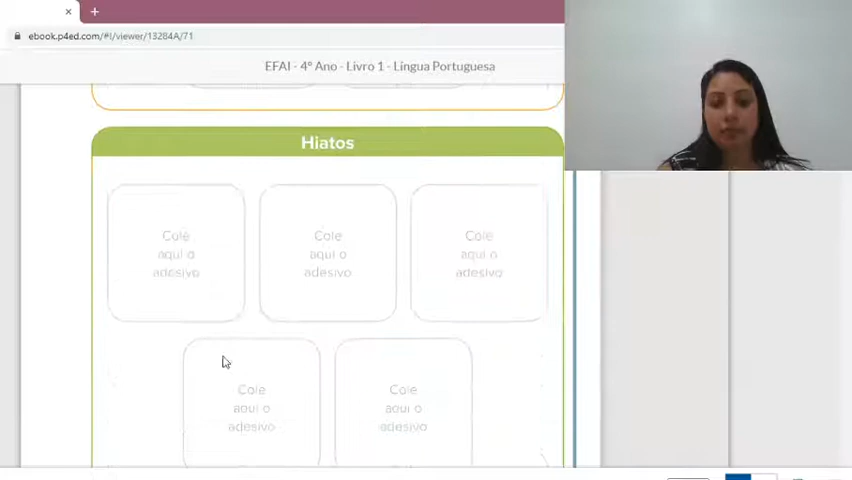 ebook.p4ed.com/#/viewer/13284A/71
EFAI - 4º Ano - Livro 1 - Língua Portuguesa
Hiatos
Cole
aqui o
adesivo
Cole
aqui o
adesivo
Cole
aqui o
adesivo
Cole
aqui o
adesivo
Cole
aqui o
adesivo